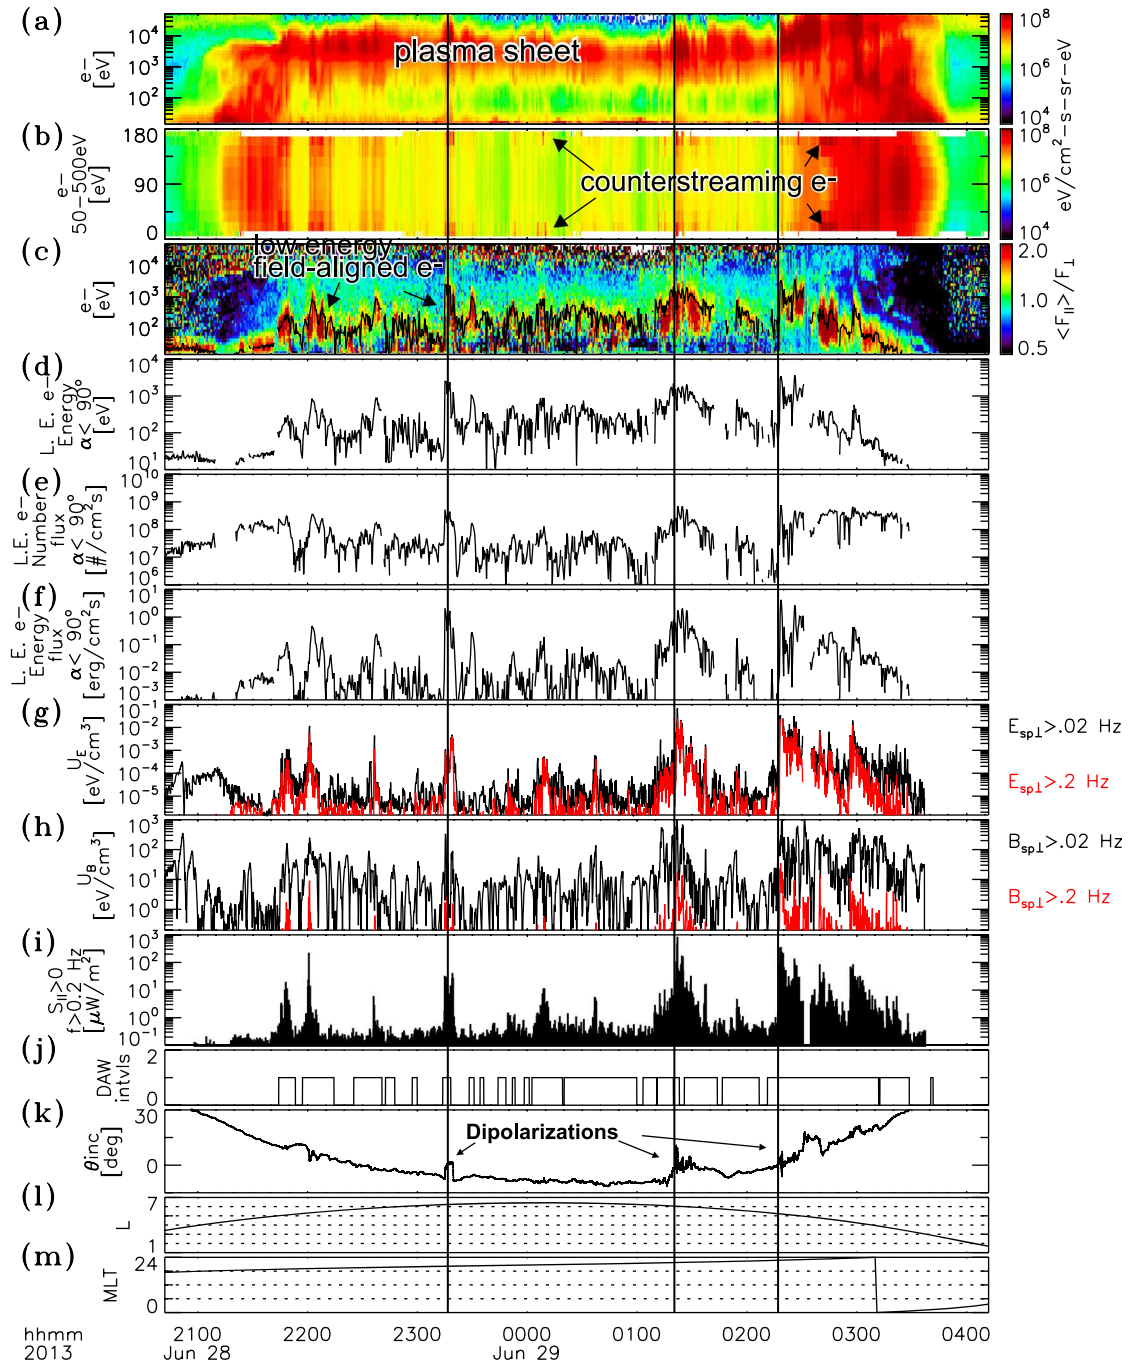 (a)
e-
[eV]
10⁴
10³
10²
plasma sheet
10⁸
10⁶
10⁴
eV/cm²-s-sr-eV
(b)
e-
50-500eV
[eV]
180
90
0
counterstreaming e-
10⁸
10⁶
10⁴
(c)
e-
[eV]
10⁴
10³
10²
low energy
field-aligned e-
2.0
1.0
0.5
<F||>/F⊥
(d)
L. E. e-
Energy
α< 90°
[eV]
10⁴
10³
10²
10¹
(e)
L.E. e-
Number
flux
α< 90°
[#/cm²s]
10¹⁰
10⁹
10⁸
10⁷
10⁶
(f)
L. E. e-
Energy
flux
α< 90°
[erg/cm²s]
10¹
10⁰
10⁻¹
10⁻²
10⁻³
(g)
U_E
[eV/cm³]
10⁻¹
10⁻²
10⁻³
10⁻⁴
10⁻⁵
E_sp⊥>.02 Hz
E_sp⊥>.2 Hz
(h)
U_B
[eV/cm³]
10³
10²
10¹
10⁰
B_sp⊥>.02 Hz
B_sp⊥>.2 Hz
(i)
S||>0
f>0.2 Hz
[μW/m²]
10³
10²
10¹
10⁰
10⁻¹
(j)
DAW
intvls
2
0
(k)
θinc
[deg]
30
0
Dipolarizations
(l)
L
7
1
(m)
MLT
24
0
hhmm 2100 2200 2300 0000 0100 0200 0300 0400
2013 Jun 28 Jun 29